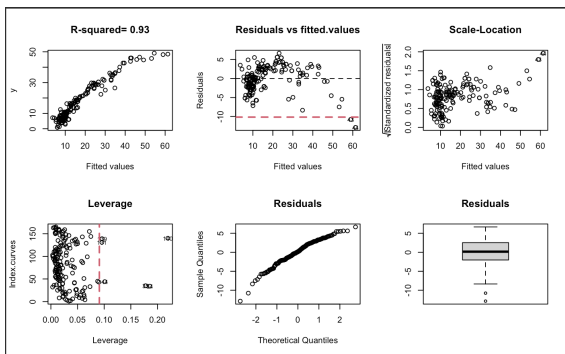 R-squared= 0.93
y
0 10 30 50
10 20 30 40 50 60
Fitted values
Residuals vs fitted.values
Residuals
-10 -5 0 5
10 20 30 40 50 60
Fitted values
Scale-Location
√|Standardized residuals|
0.0 0.5 1.0 1.5 2.0
10 20 30 40 50 60
Fitted values
Leverage
Index.curves
0 50 100 150
0.00 0.05 0.10 0.15 0.20
Leverage
Residuals
Sample Quantiles
-10 -5 0 5
-2 -1 0 1 2
Theoretical Quantiles
Residuals
-10 -5 0 5